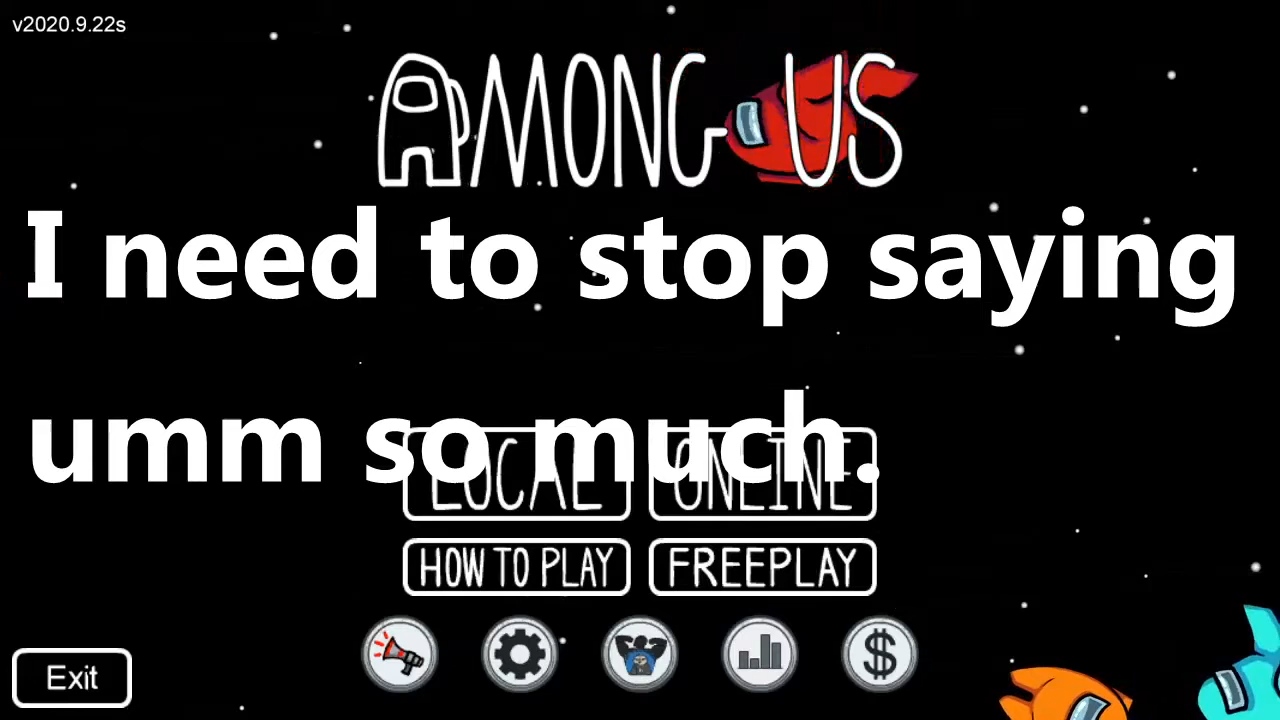 v2020.9.22s
AMONG US
I need to stop saying
umm so much.
LOCAL ONLINE
HOW TO PLAY FREEPLAY
$
Exit